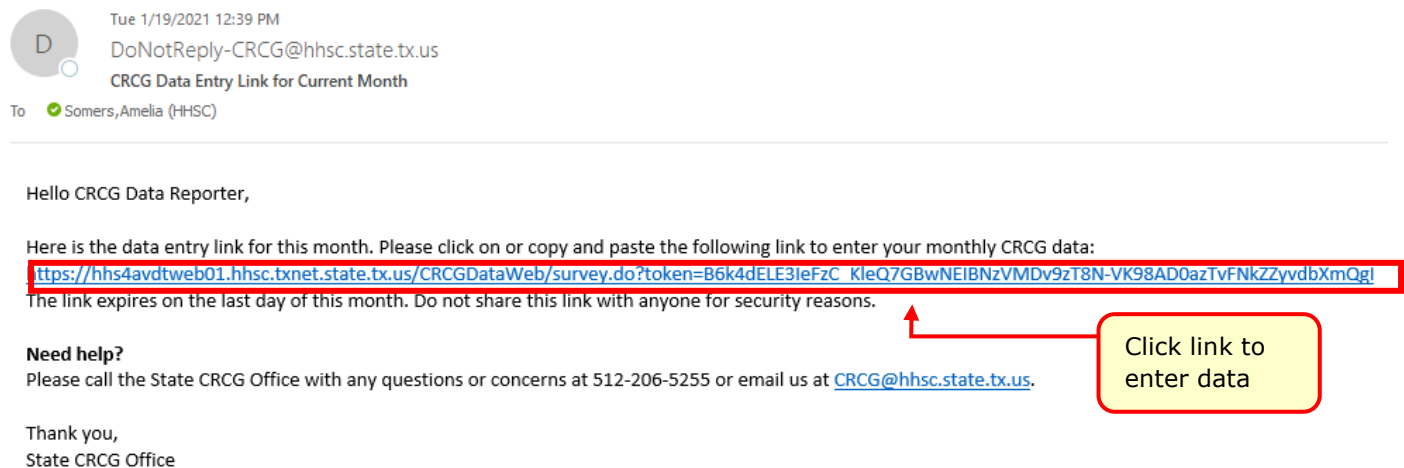 Tue 1/19/2021 12:39 PM
D
DoNotReply-CRCG@hhsc.state.tx.us
CRCG Data Entry Link for Current Month
To Somers,Amelia (HHSC)
Hello CRCG Data Reporter,
Here is the data entry link for this month. Please click on or copy and paste the following link to enter your monthly CRCG data:
https://hhs4avdtweb01.hhsc.txnet.state.tx.us/CRCGDataWeb/survey.do?token=B6k4dELE3IeFzC_KleQ7GBwNEIBNzVMDv9zT8N-VK98AD0azTvFNkZZyvdbXmQgI
The link expires on the last day of this month. Do not share this link with anyone for security reasons.
Click link to
enter data
Need help?
Please call the State CRCG Office with any questions or concerns at 512-206-5255 or email us at CRCG@hhsc.state.tx.us.
Thank you,
State CRCG Office